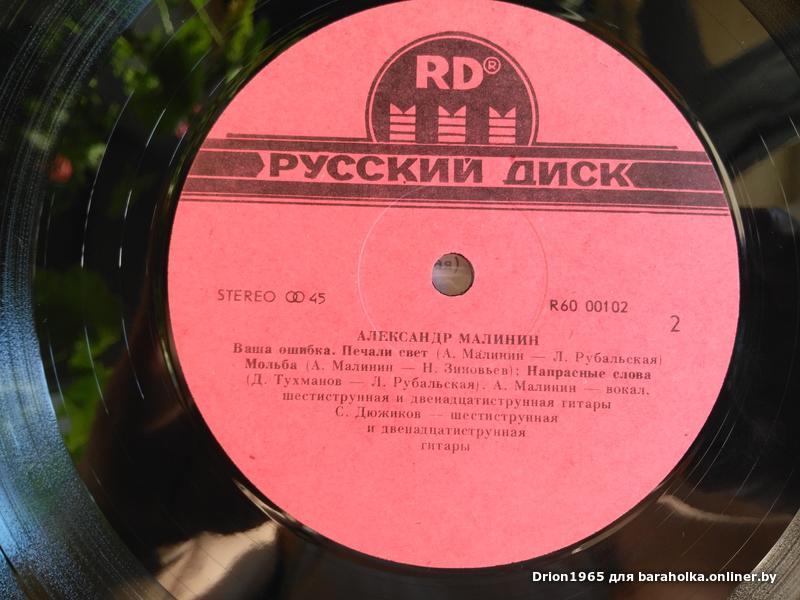 RD®
РУССКИЙ ДИСК
STEREO 45
R60 00102
2
АЛЕКСАНДР МАЛИНИН
Ваша ошибка. Печали свет (А. Малинин — Л. Рубальская)
Мольба (А. Малинин — Н. Зиновьев); Напрасные слова
(Д. Тухманов — Л. Рубальская). А. Малинин — вокал,
шестиструнная и двенадцатиструнная гитары
С. Дюжиков — шестиструнная
и двенадцатиструнная
гитары
Drion1965 для baraholka.onliner.by